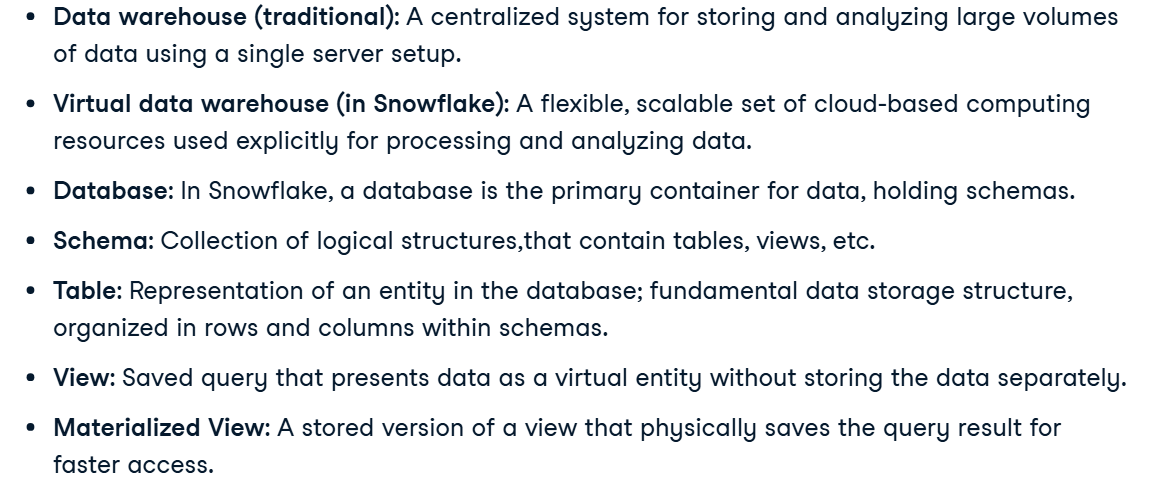 • Data warehouse (traditional): A centralized system for storing and analyzing large volumes
of data using a single server setup.
• Virtual data warehouse (in Snowflake): A flexible, scalable set of cloud-based computing
resources used explicitly for processing and analyzing data.
• Database: In Snowflake, a database is the primary container for data, holding schemas.
• Schema: Collection of logical structures,that contain tables, views, etc.
• Table: Representation of an entity in the database; fundamental data storage structure,
organized in rows and columns within schemas.
• View: Saved query that presents data as a virtual entity without storing the data separately.
• Materialized View: A stored version of a view that physically saves the query result for
faster access.